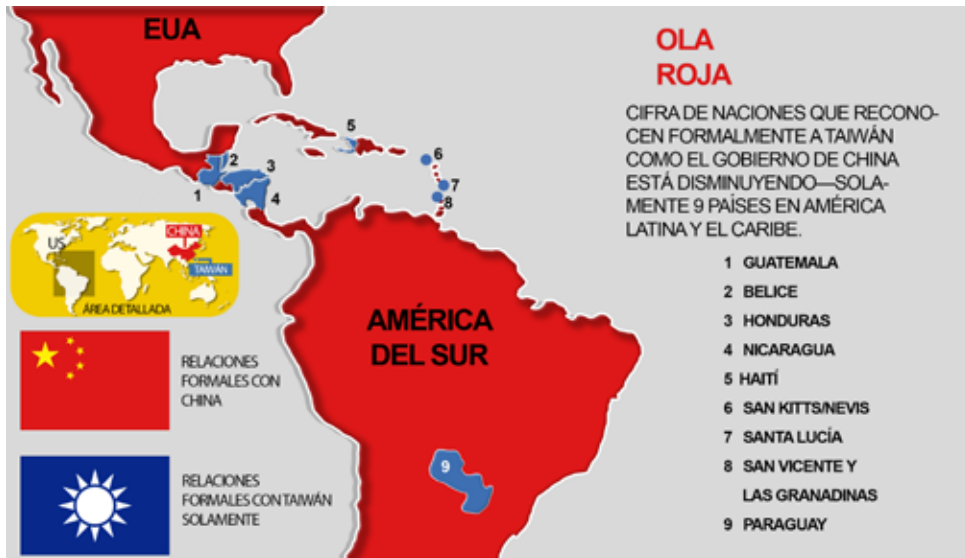 EUA
OLA
ROJA
CIFRA DE NACIONES QUE RECONO-
CEN FORMALMENTE A TAIWÁN
COMO EL GOBIERNO DE CHINA
ESTÁ DISMINUYENDO—SOLA-
MENTE 9 PAÍSES EN AMÉRICA
LATINA Y EL CARIBE.
1 GUATEMALA
2 BELICE
3 HONDURAS
4 NICARAGUA
5 HAITÍ
6 SAN KITTS/NEVIS
7 SANTA LUCÍA
8 SAN VICENTE Y
LAS GRANADINAS
9 PARAGUAY
5
6
2
3
7
1
4
8
US
CHINA
TAIWÁN
ÁREA DETALLADA
AMÉRICA
DEL SUR
9
RELACIONES
FORMALES CON
CHINA
RELACIONES
FORMALES CON TAIWÁN
SOLAMENTE